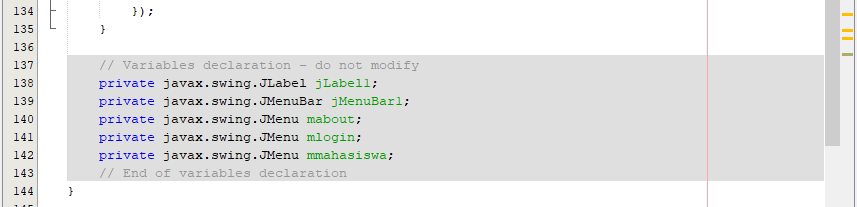 134 });
135 }
136
137 // Variables declaration - do not modify
138 private javax.swing.JLabel jLabel1;
139 private javax.swing.JMenuBar jMenuBar1;
140 private javax.swing.JMenu mabout;
141 private javax.swing.JMenu mlogin;
142 private javax.swing.JMenu mmahasiswa;
143 // End of variables declaration
144 }